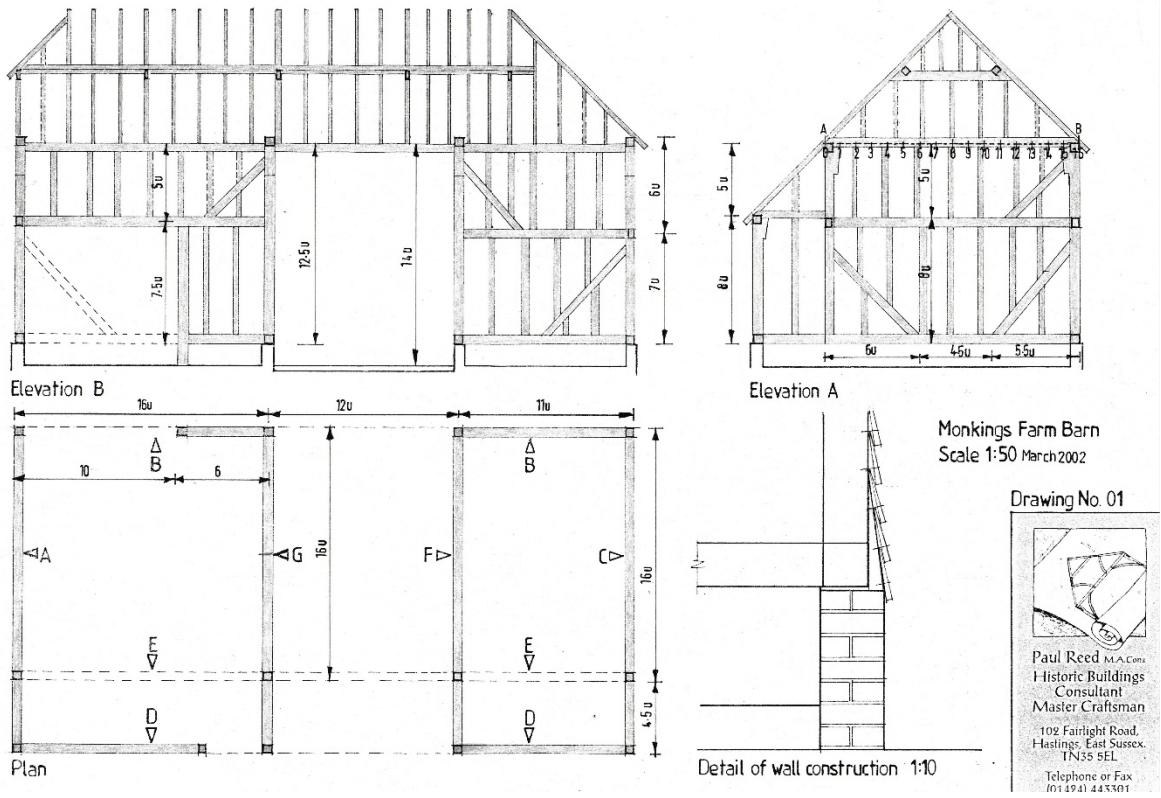 5u
7·5u
12·5u
14u
6u
7u
Elevation B
A
B
0 1 2 3 4 5 6 7 8 9 10 11 12 13 14 15 16
5u
5u
8u
8u
6u
4·5u
5·5u
Elevation A
16u
12u
11u
B
B
10
6
16u
A
G
F
C
16u
E
E
D
D
4·5u
Plan
Monkings Farm Barn
Scale 1:50 March 2002
Detail of wall construction 1:10
Drawing No. 01
Paul Reed M.A.Cons
Historic Buildings
Consultant
Master Craftsman
102 Fairlight Road,
Hastings, East Sussex.
TN35 5EL
Telephone or Fax
(01424) 443301